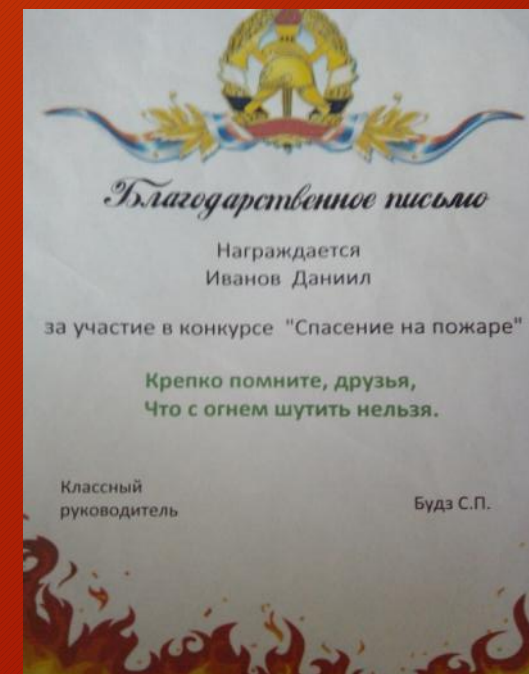 Благодарственное письмо
Награждается
Иванов Даниил
за участие в конкурсе "Спасение на пожаре"
Крепко помните, друзья,
Что с огнем шутить нельзя.
Классный
руководитель
Будз С.П.